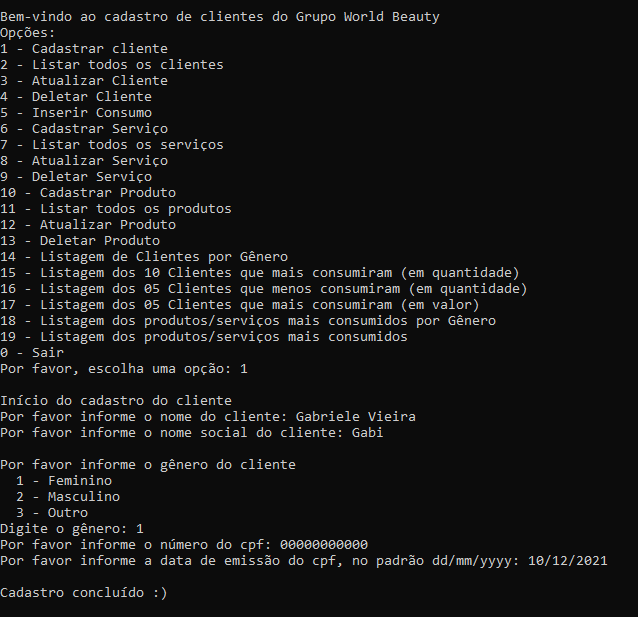 Bem-vindo ao cadastro de clientes do Grupo World Beauty
Opções:
1 - Cadastrar cliente
2 - Listar todos os clientes
3 - Atualizar Cliente
4 - Deletar Cliente
5 - Inserir Consumo
6 - Cadastrar Serviço
7 - Listar todos os serviços
8 - Atualizar Serviço
9 - Deletar Serviço
10 - Cadastrar Produto
11 - Listar todos os produtos
12 - Atualizar Produto
13 - Deletar Produto
14 - Listagem de Clientes por Gênero
15 - Listagem dos 10 Clientes que mais consumiram (em quantidade)
16 - Listagem dos 05 Clientes que menos consumiram (em quantidade)
17 - Listagem dos 05 Clientes que mais consumiram (em valor)
18 - Listagem dos produtos/serviços mais consumidos por Gênero
19 - Listagem dos produtos/serviços mais consumidos
0 - Sair
Por favor, escolha uma opção: 1
Início do cadastro do cliente
Por favor informe o nome do cliente: Gabriele Vieira
Por favor informe o nome social do cliente: Gabi
Por favor informe o gênero do cliente
1 - Feminino
2 - Masculino
3 - Outro
Digite o gênero: 1
Por favor informe o número do cpf: 00000000000
Por favor informe a data de emissão do cpf, no padrão dd/mm/yyyy: 10/12/2021
Cadastro concluído :)